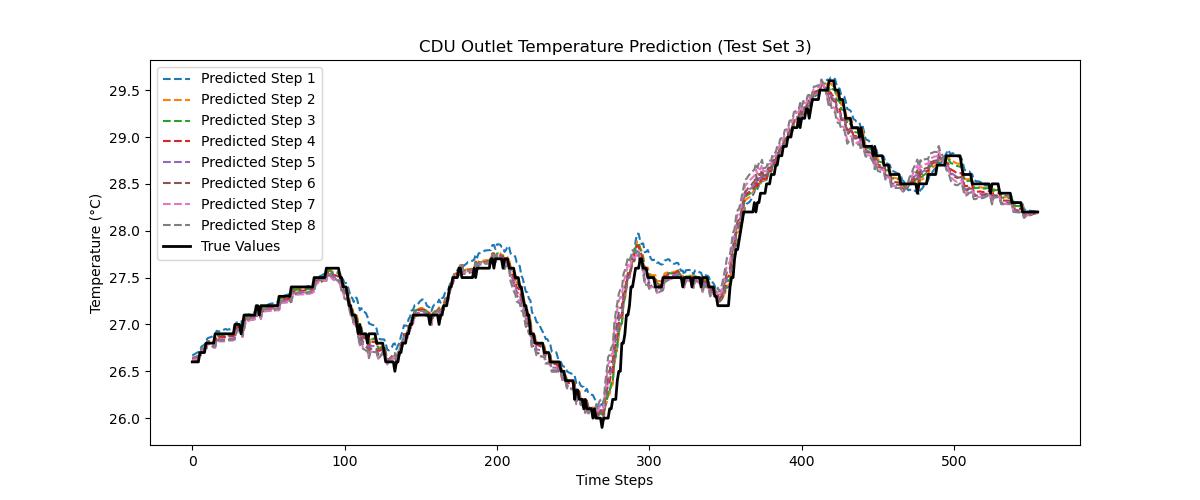 CDU Outlet Temperature Prediction (Test Set 3)
Predicted Step 1
Predicted Step 2
Predicted Step 3
Predicted Step 4
Predicted Step 5
Predicted Step 6
Predicted Step 7
Predicted Step 8
True Values
Temperature (°C)
29.5
29.0
28.5
28.0
27.5
27.0
26.5
26.0
0 100 200 300 400 500
Time Steps